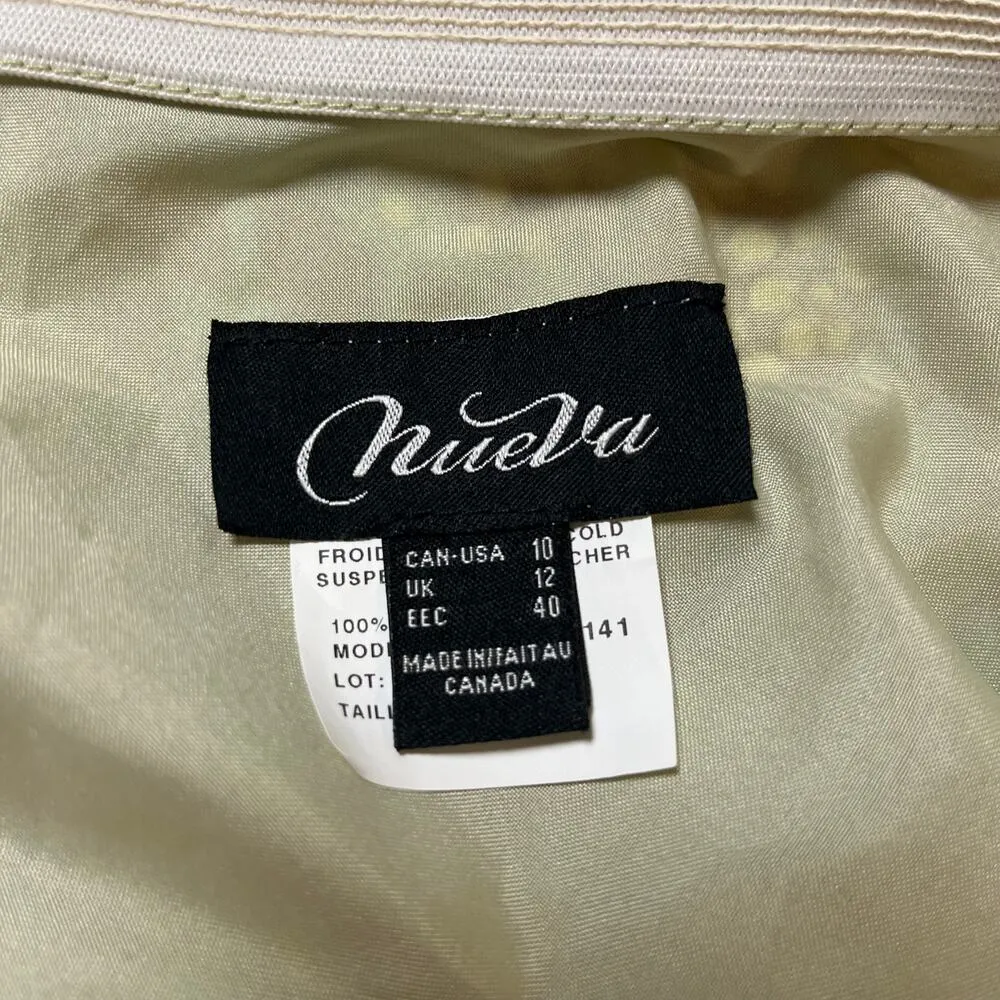 nueva
COLD
FROID
CHER
SUSPE
CAN-USA 10
UK 12
EEC 40
100%
141
MOD
LOT:
TAILL
MADE IN/FAIT AU
CANADA